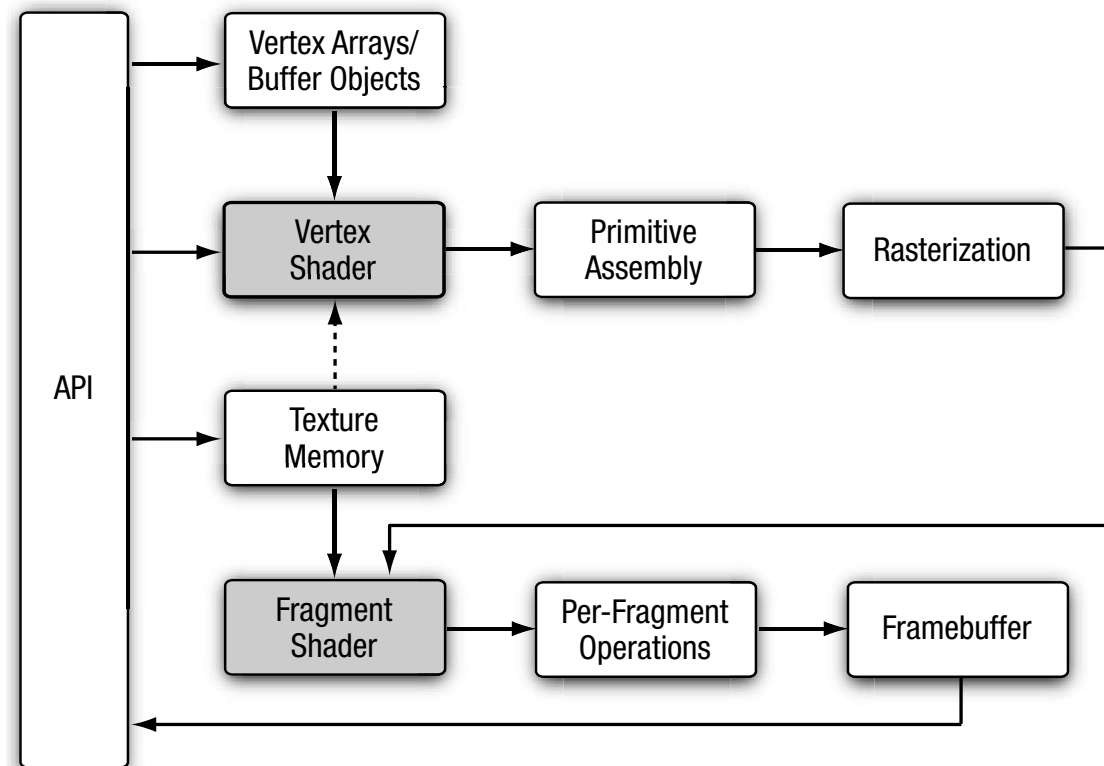 Vertex Arrays/
Buffer Objects
Vertex
Shader
Primitive
Assembly
Rasterization
API
Texture
Memory
Fragment
Shader
Per-Fragment
Operations
Framebuffer